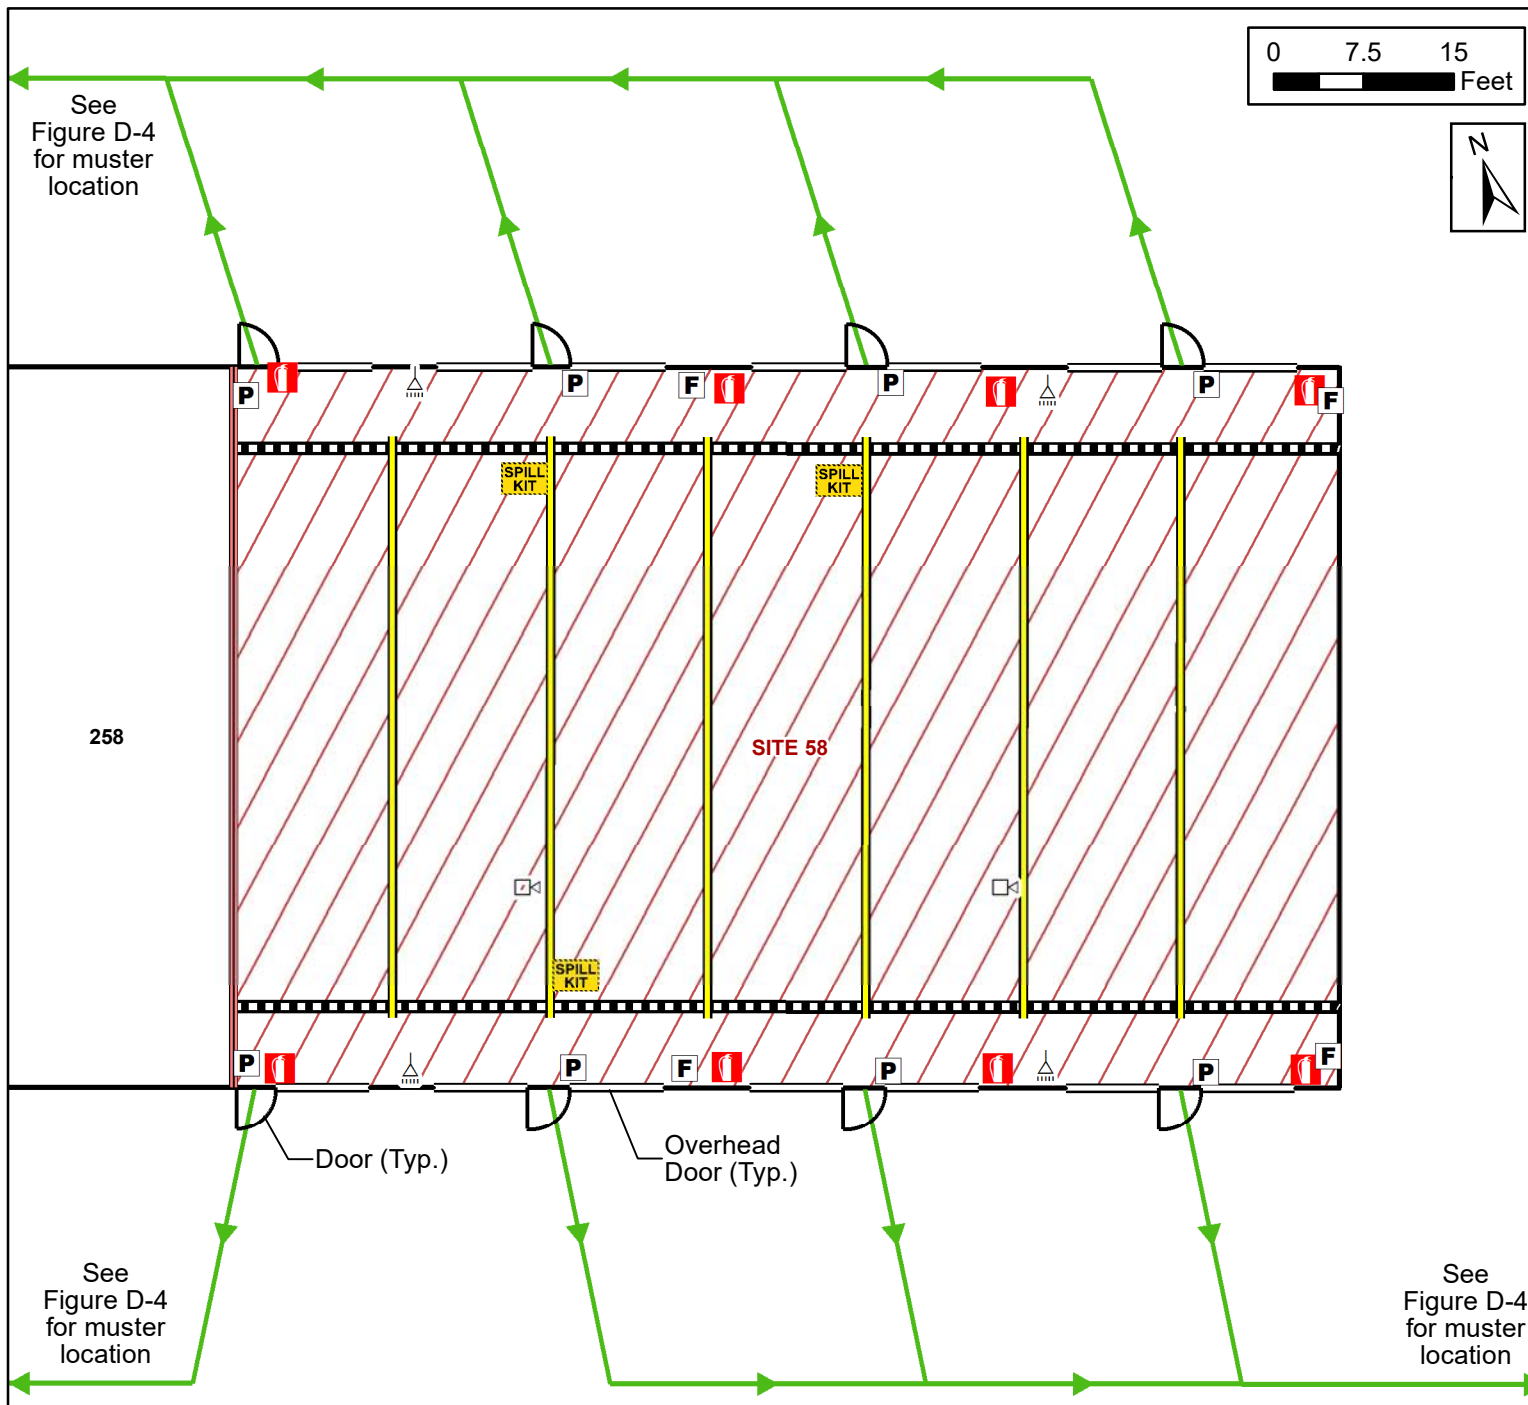 0 7.5 15
Feet
N
See
Figure D-4
for muster
location
P
P
F
P
P
F
SPILL
KIT
SPILL
KIT
258
SITE 58
SPILL
KIT
P
P
F
P
P
F
Door (Typ.)
Overhead
Door (Typ.)
See
Figure D-4
for muster
location
See
Figure D-4
for muster
location